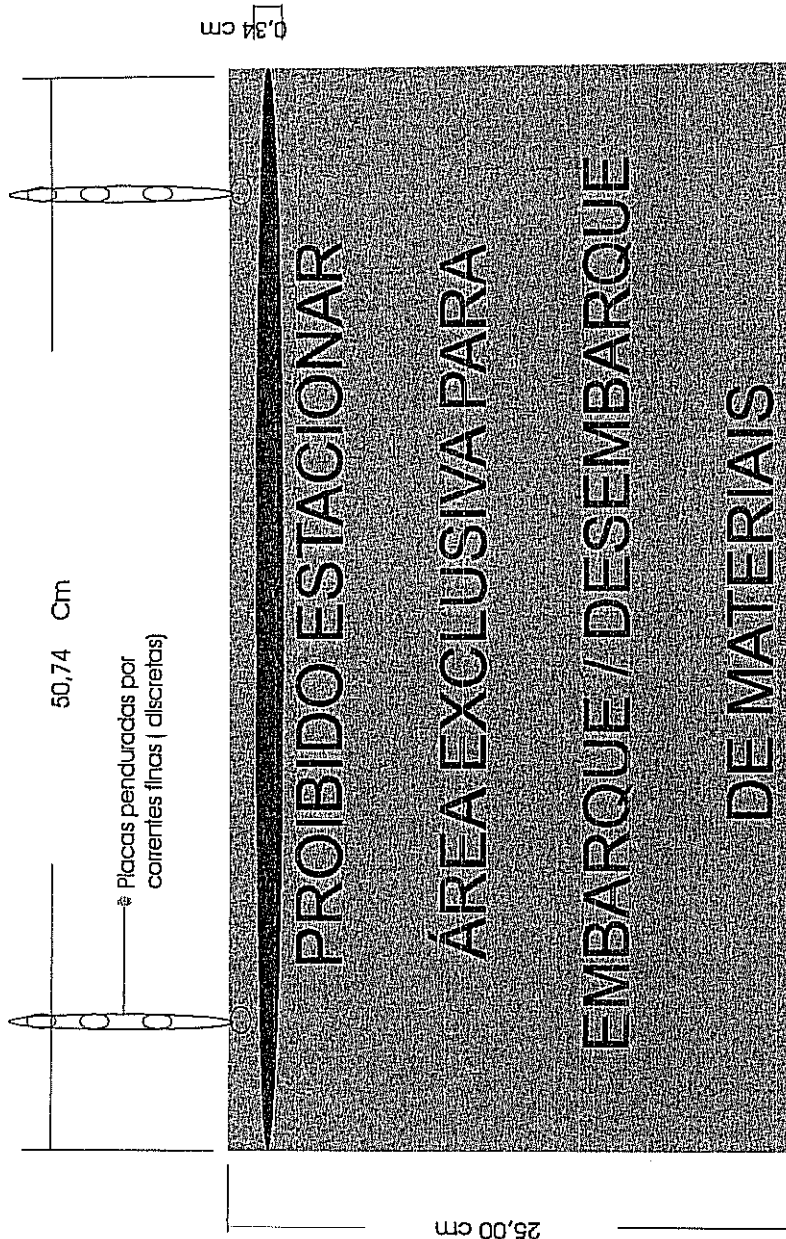 50,74 Cm
Placas penduradas por
correntes finas ( discretas)
0,34 cm
25,00 cm
PROIBIDO ESTACIONAR
ÁREA EXCLUSIVA PARA
EMBARQUE / DESEMBARQUE
DE MATERIAIS